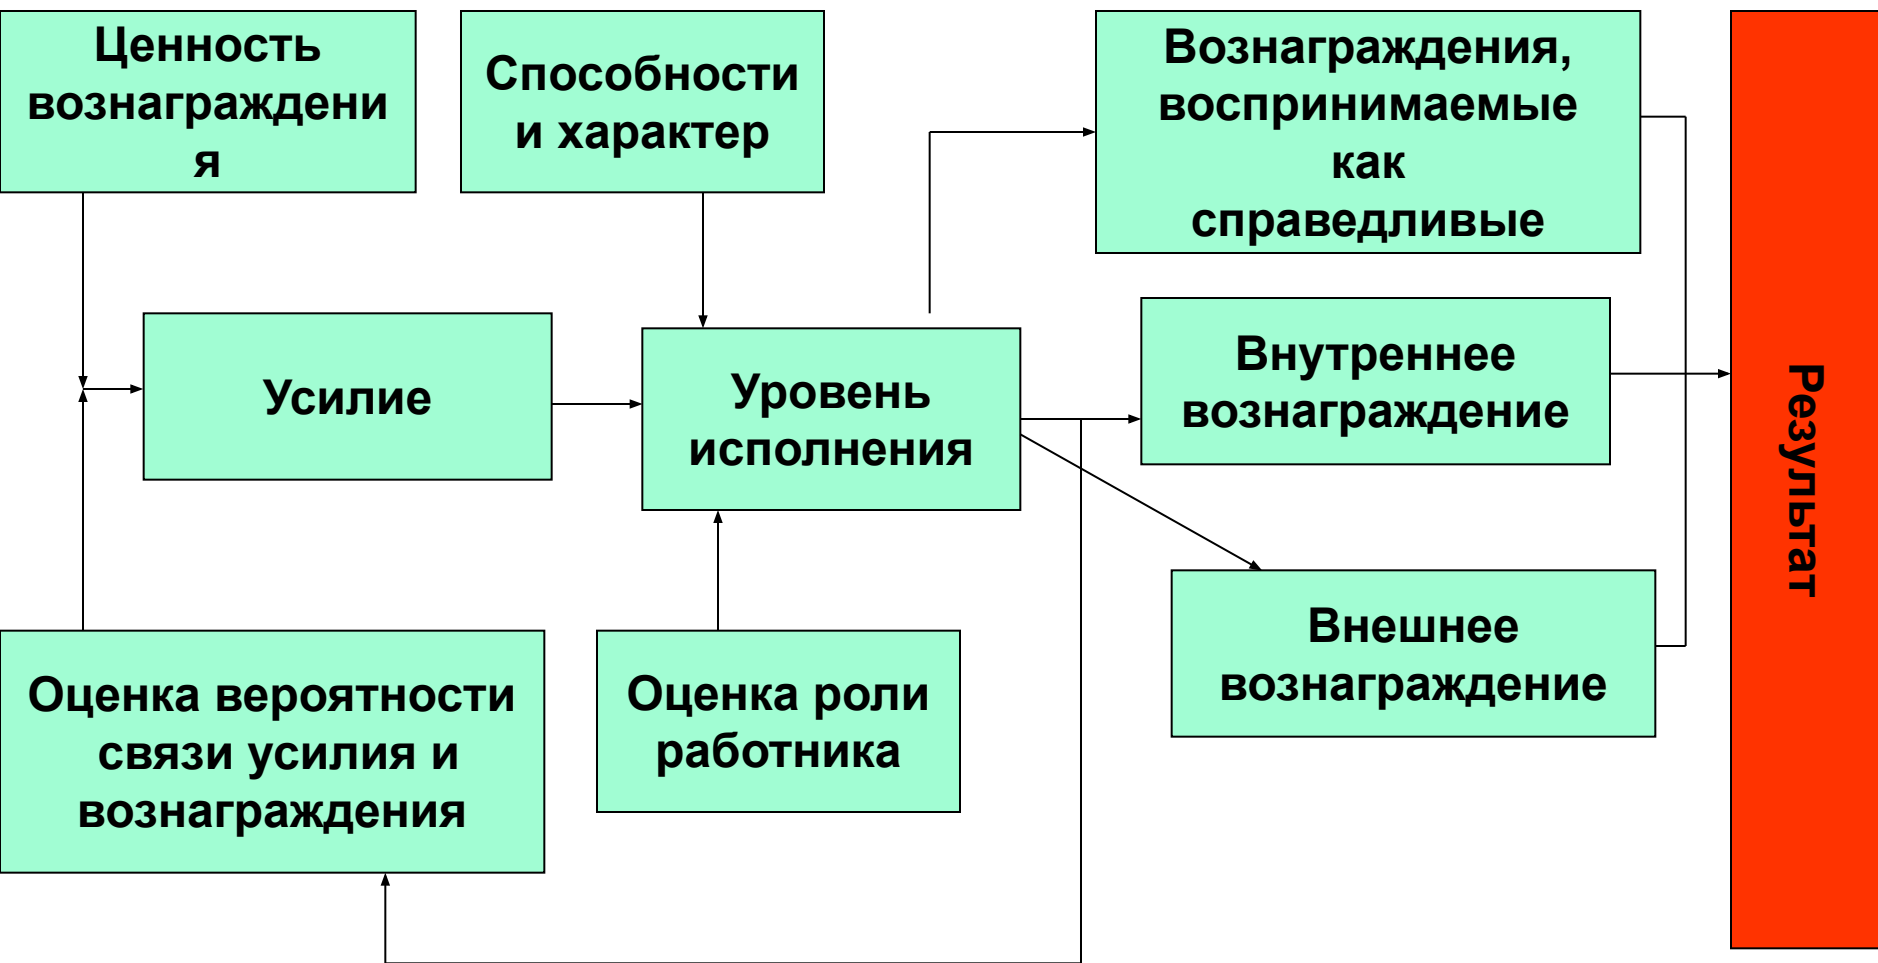 Ценность
вознаграждени
я
Способности
и характер
Вознаграждения,
воспринимаемые
как
справедливые
Усилие
Уровень
исполнения
Внутреннее
вознаграждение
Результат
Оценка вероятности
связи усилия и
вознаграждения
Оценка роли
работника
Внешнее
вознаграждение